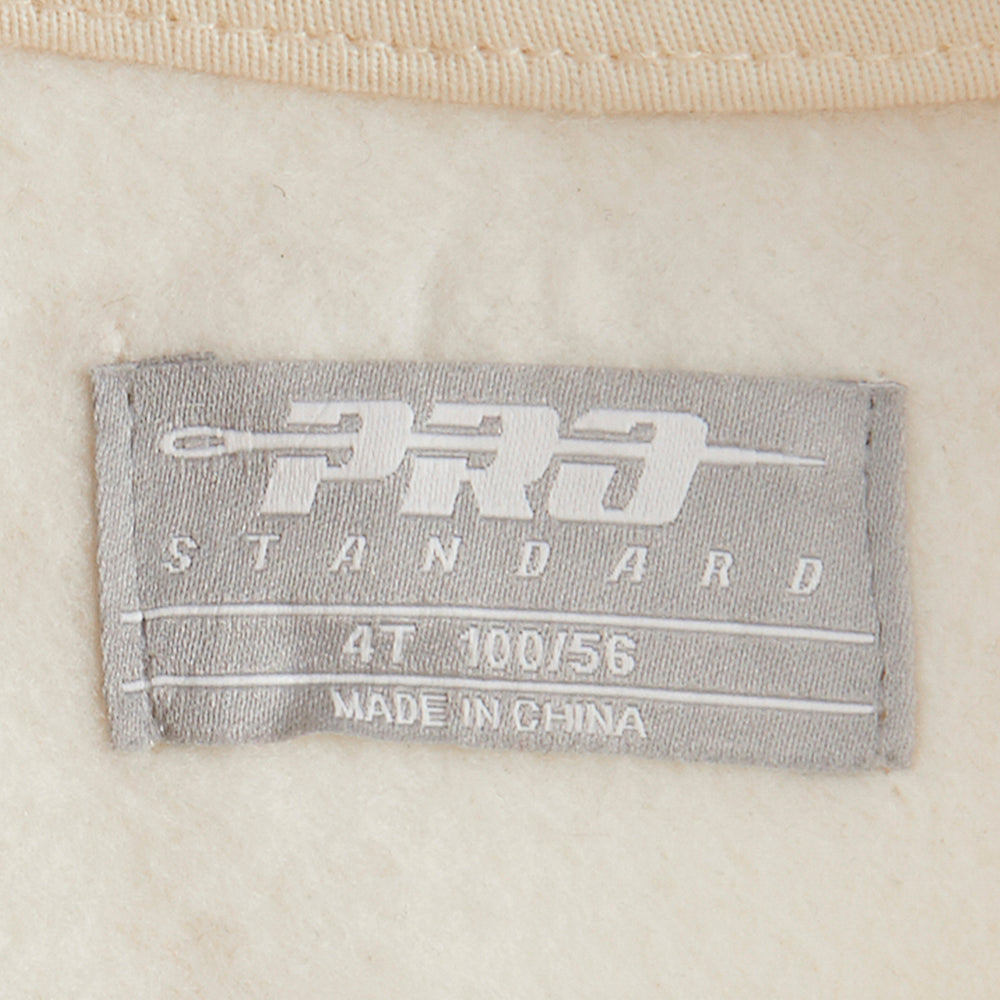 PRO
STANDARD
4T 100/56
MADE IN CHINA